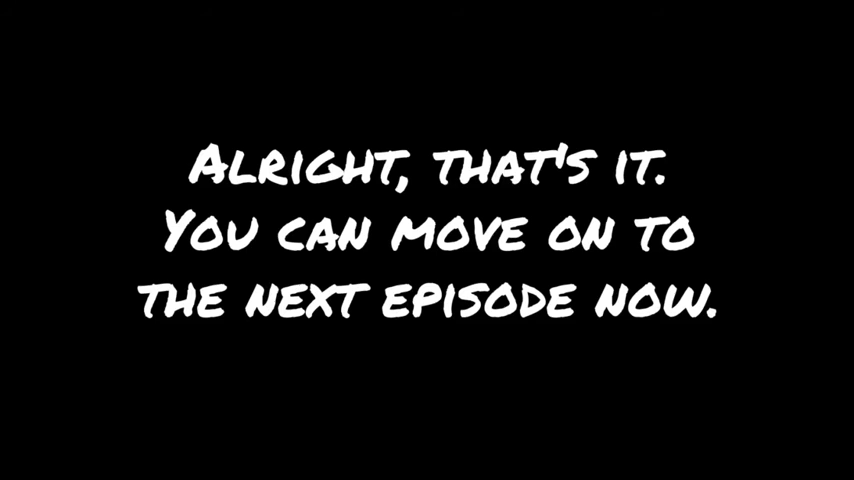 Alright, that's it.
You can move on to
the next episode now.